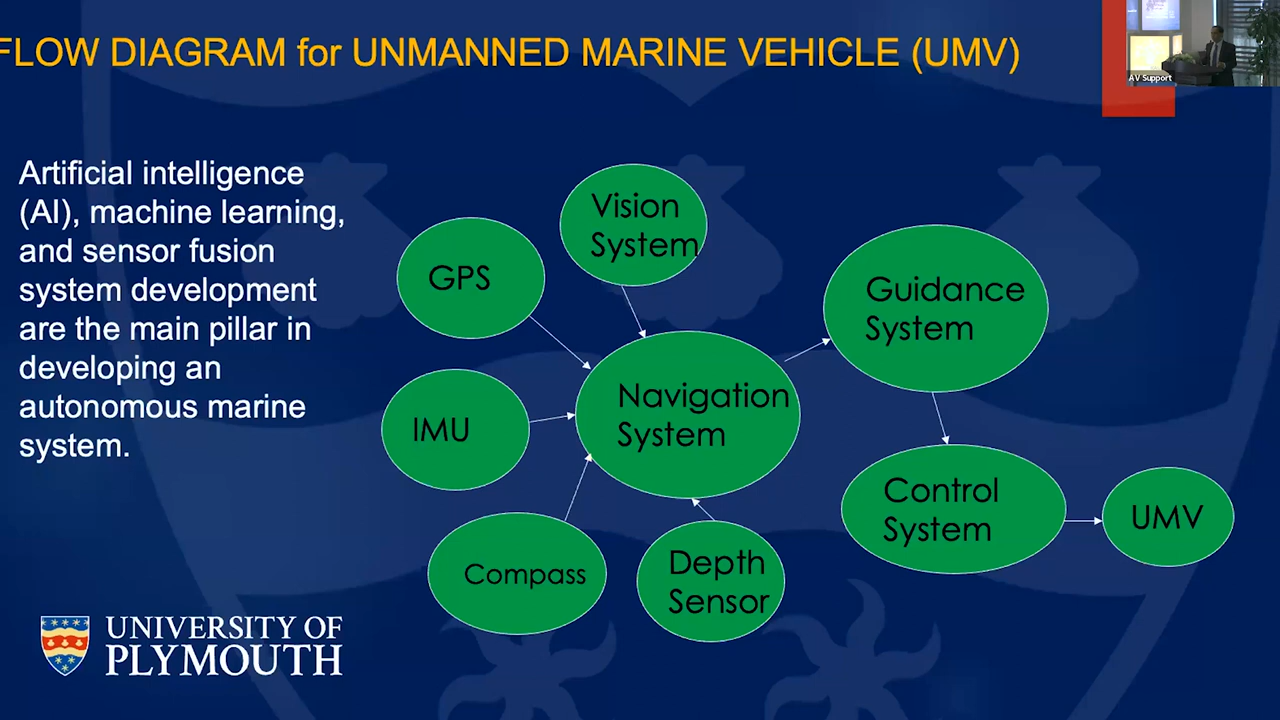 FLOW DIAGRAM for UNMANNED MARINE VEHICLE (UMV)
AV Support
Artificial intelligence
(AI), machine learning,
and sensor fusion
system development
are the main pillar in
developing an
autonomous marine
system.
Vision
System
GPS
Guidance
System
Navigation
System
IMU
Control
System
UMV
Compass
Depth
Sensor
UNIVERSITY OF
PLYMOUTH